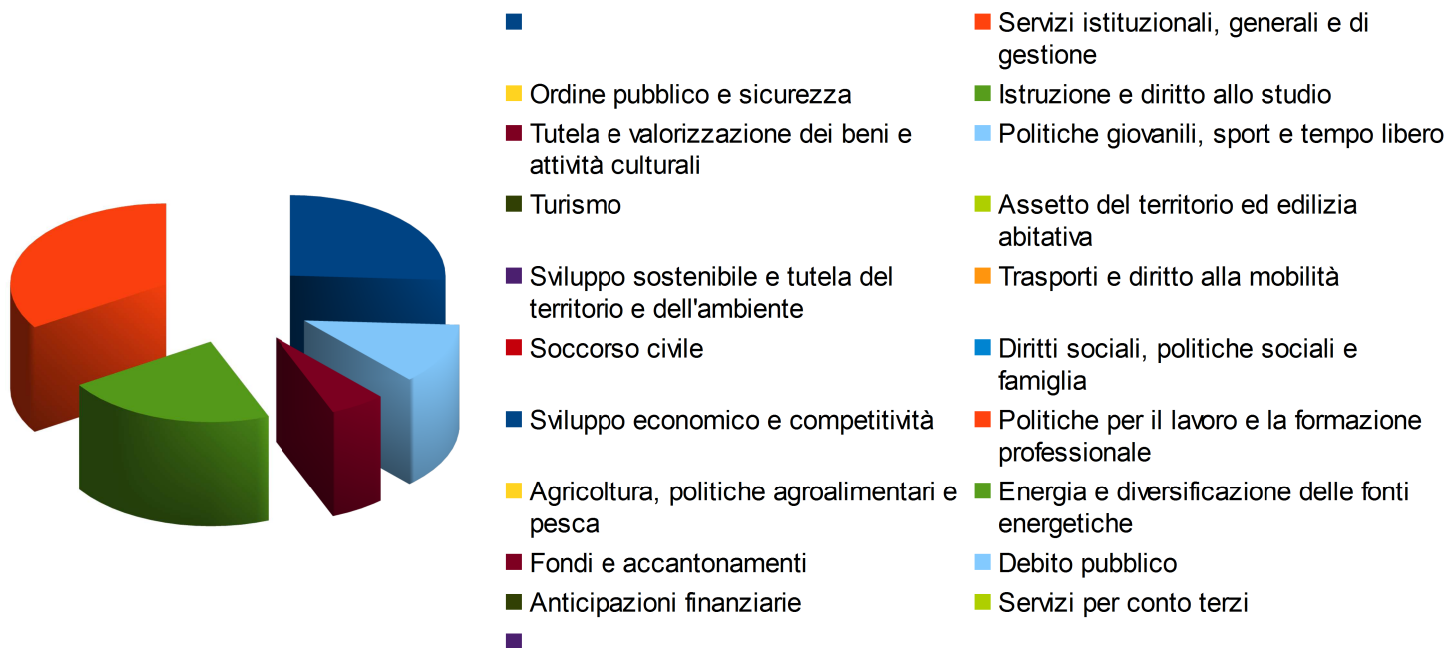 Servizi istituzionali, generali e di
gestione
Ordine pubblico e sicurezza
Istruzione e diritto allo studio
Tutela e valorizzazione dei beni e
attività culturali
Politiche giovanili, sport e tempo libero
Turismo
Assetto del territorio ed edilizia
abitativa
Sviluppo sostenibile e tutela del
territorio e dell'ambiente
Trasporti e diritto alla mobilità
Soccorso civile
Diritti sociali, politiche sociali e
famiglia
Sviluppo economico e competitività
Politiche per il lavoro e la formazione
professionale
Agricoltura, politiche agroalimentari e
pesca
Energia e diversificazione delle fonti
energetiche
Fondi e accantonamenti
Debito pubblico
Anticipazioni finanziarie
Servizi per conto terzi